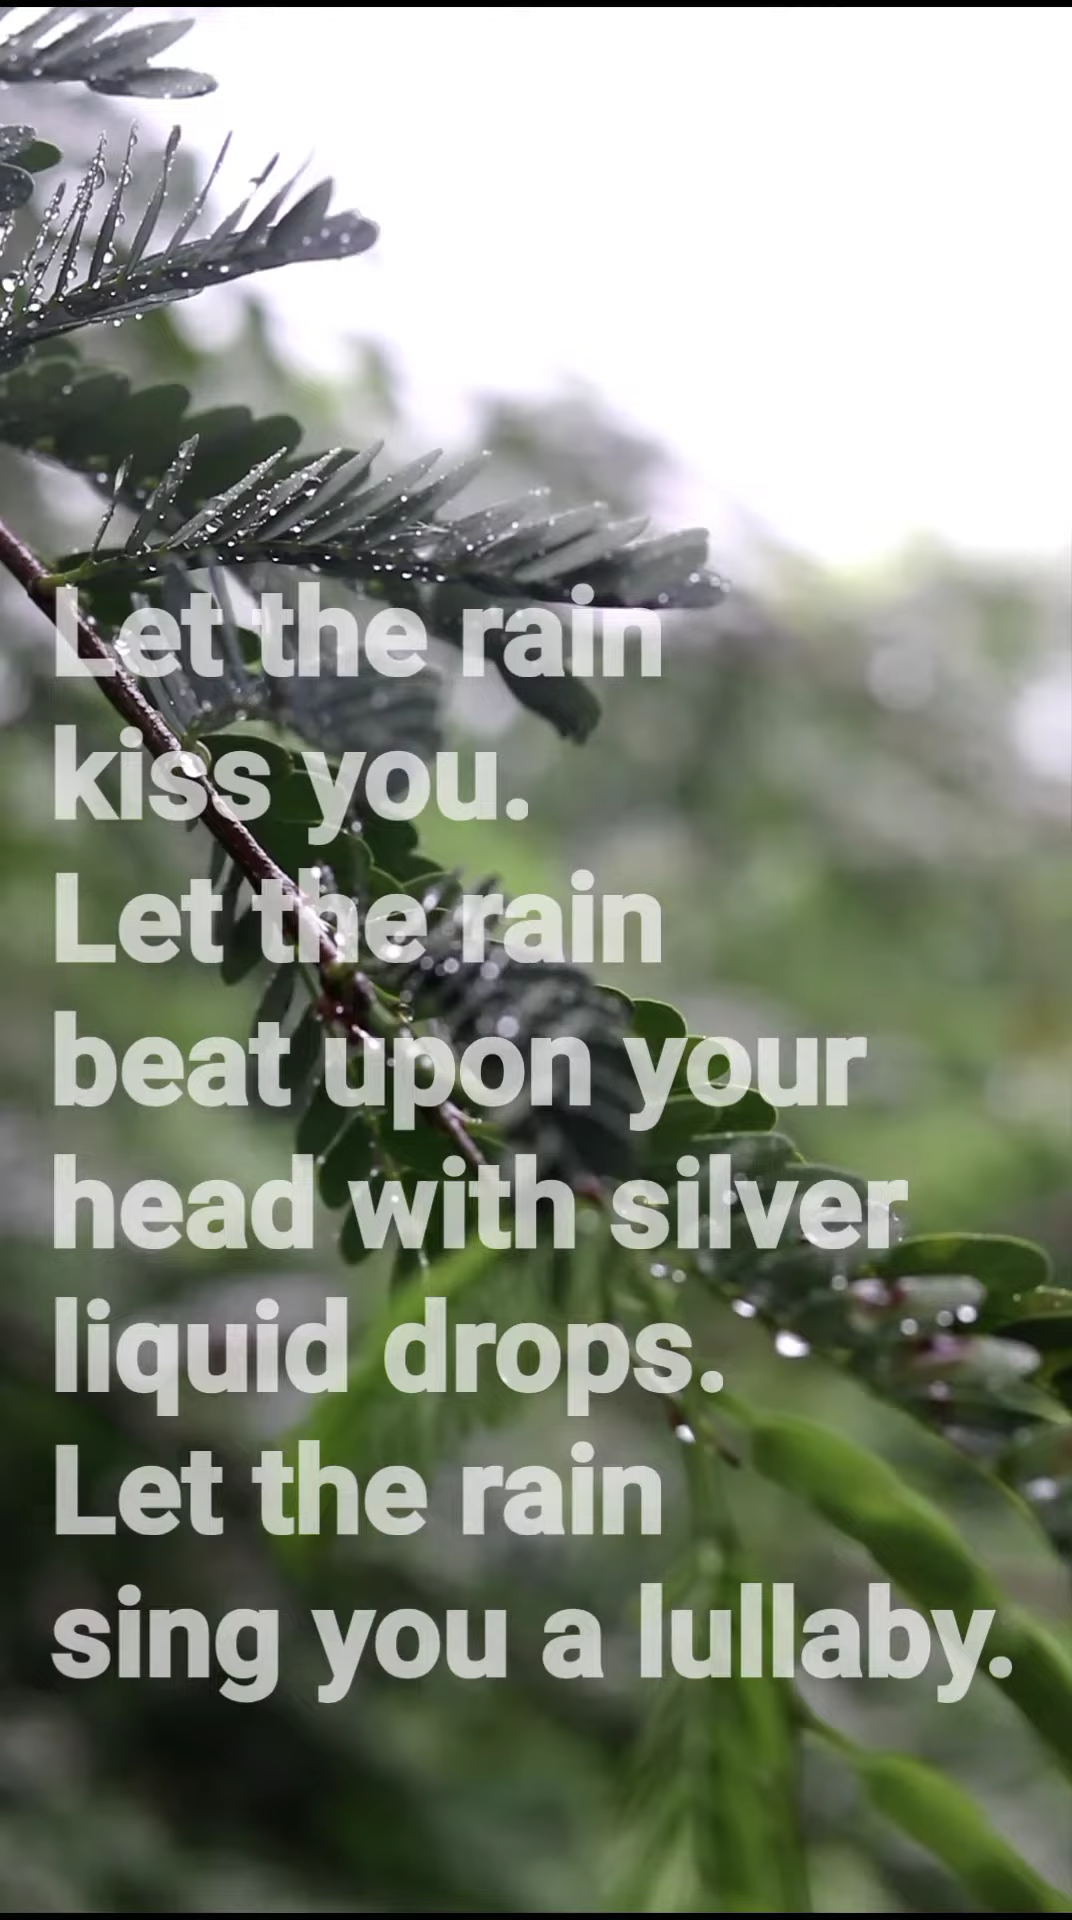 Let the rain
kiss you.
Let the rain
beat upon your
head with silver
liquid drops.
Let the rain
sing you a lullaby.